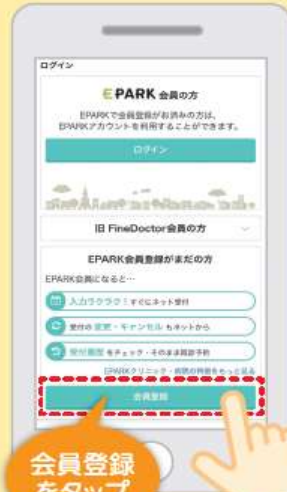 ログイン
EPARK 会員の方
EPARKで会員登録がお済みの方は、
EPARKアカウントを利用することができます。
ログイン
旧 FineDoctor会員の方
EPARK会員登録がまだの方
EPARK会員になると…
入力ラクラク！すぐにネット受付
受付の変更・キャンセルもネットから
受付履歴をチェック・そのまま再診予約
EPARKクリニック・病院の特徴をもっと見る
会員登録
会員登録
をタップ